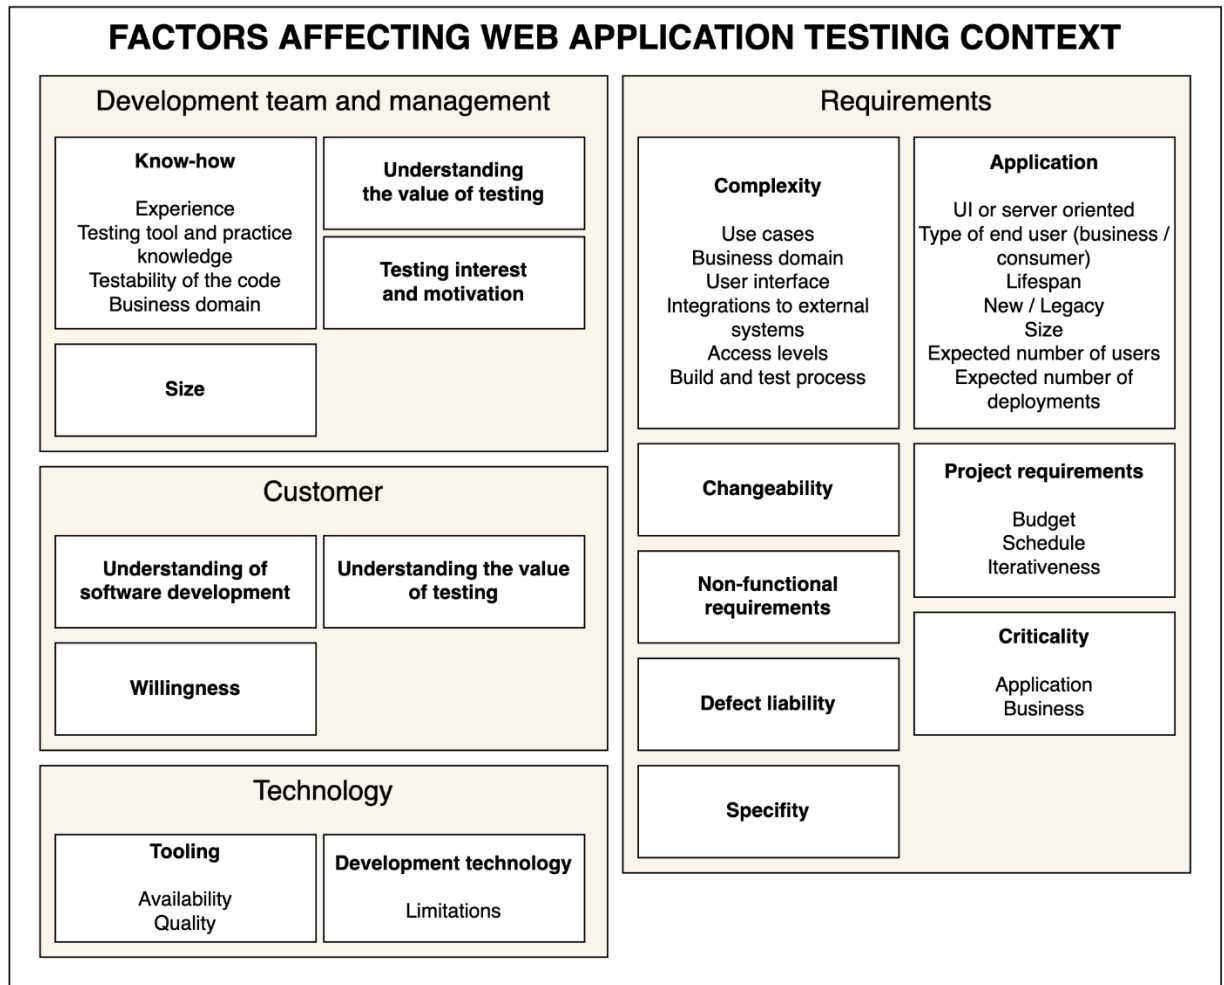 FACTORS AFFECTING WEB APPLICATION TESTING CONTEXT
Development team and management
Know-how
Experience
Testing tool and practice
knowledge
Testability of the code
Business domain
Understanding
the value of testing
Testing interest
and motivation
Size
Customer
Understanding of
software development
Understanding the value
of testing
Willingness
Technology
Tooling
Availability
Quality
Development technology
Limitations
Requirements
Complexity
Use cases
Business domain
User interface
Integrations to external
systems
Access levels
Build and test process
Application
UI or server oriented
Type of end user (business /
consumer)
Lifespan
New / Legacy
Size
Expected number of users
Expected number of
deployments
Changeability
Project requirements
Budget
Schedule
Iterativeness
Non-functional
requirements
Criticality
Application
Business
Defect liability
Specifity